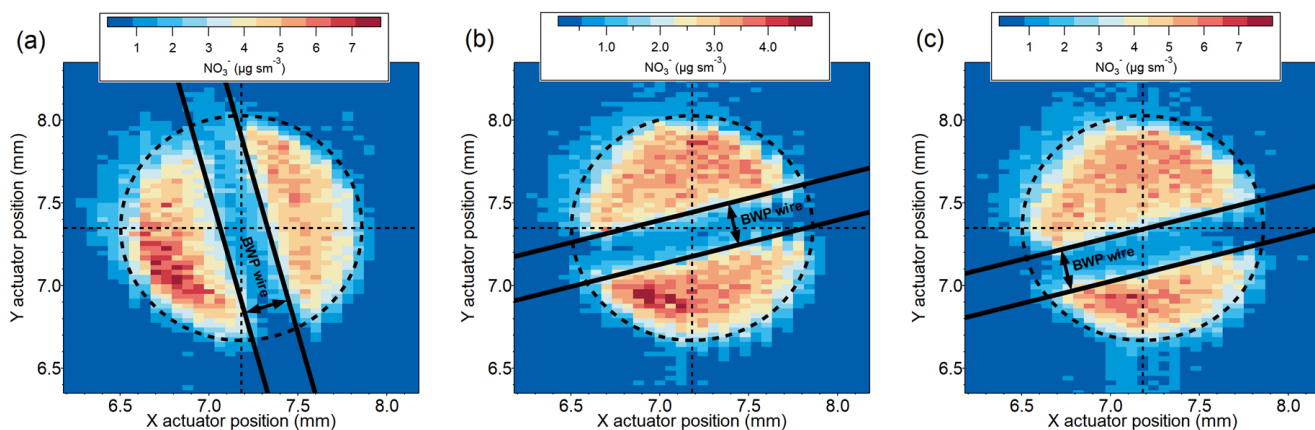 (a)
1 2 3 4 5 6 7
NO₃⁻ (µg sm⁻³)
8.0
7.5
7.0
6.5
Y actuator position (mm)
BWP wire
6.5 7.0 7.5 8.0
X actuator position (mm)
(b)
1.0 2.0 3.0 4.0
NO₃⁻ (µg sm⁻³)
8.0
7.5
7.0
6.5
Y actuator position (mm)
BWP wire
6.5 7.0 7.5 8.0
X actuator position (mm)
(c)
1 2 3 4 5 6 7
NO₃⁻ (µg sm⁻³)
8.0
7.5
7.0
6.5
Y actuator position (mm)
BWP wire
6.5 7.0 7.5 8.0
X actuator position (mm)